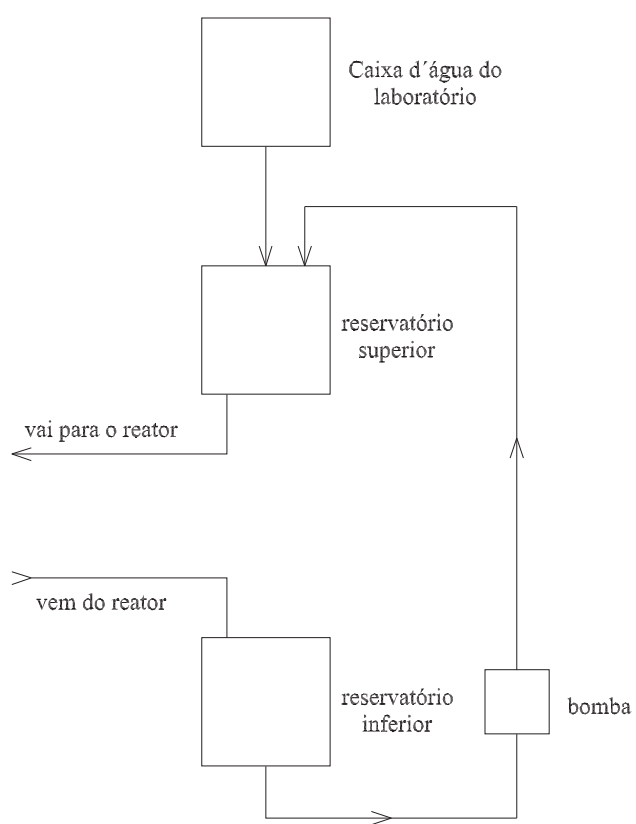 Caixa d´água do
laboratório
reservatório
superior
vai para o reator
vem do reator
reservatório
inferior
bomba